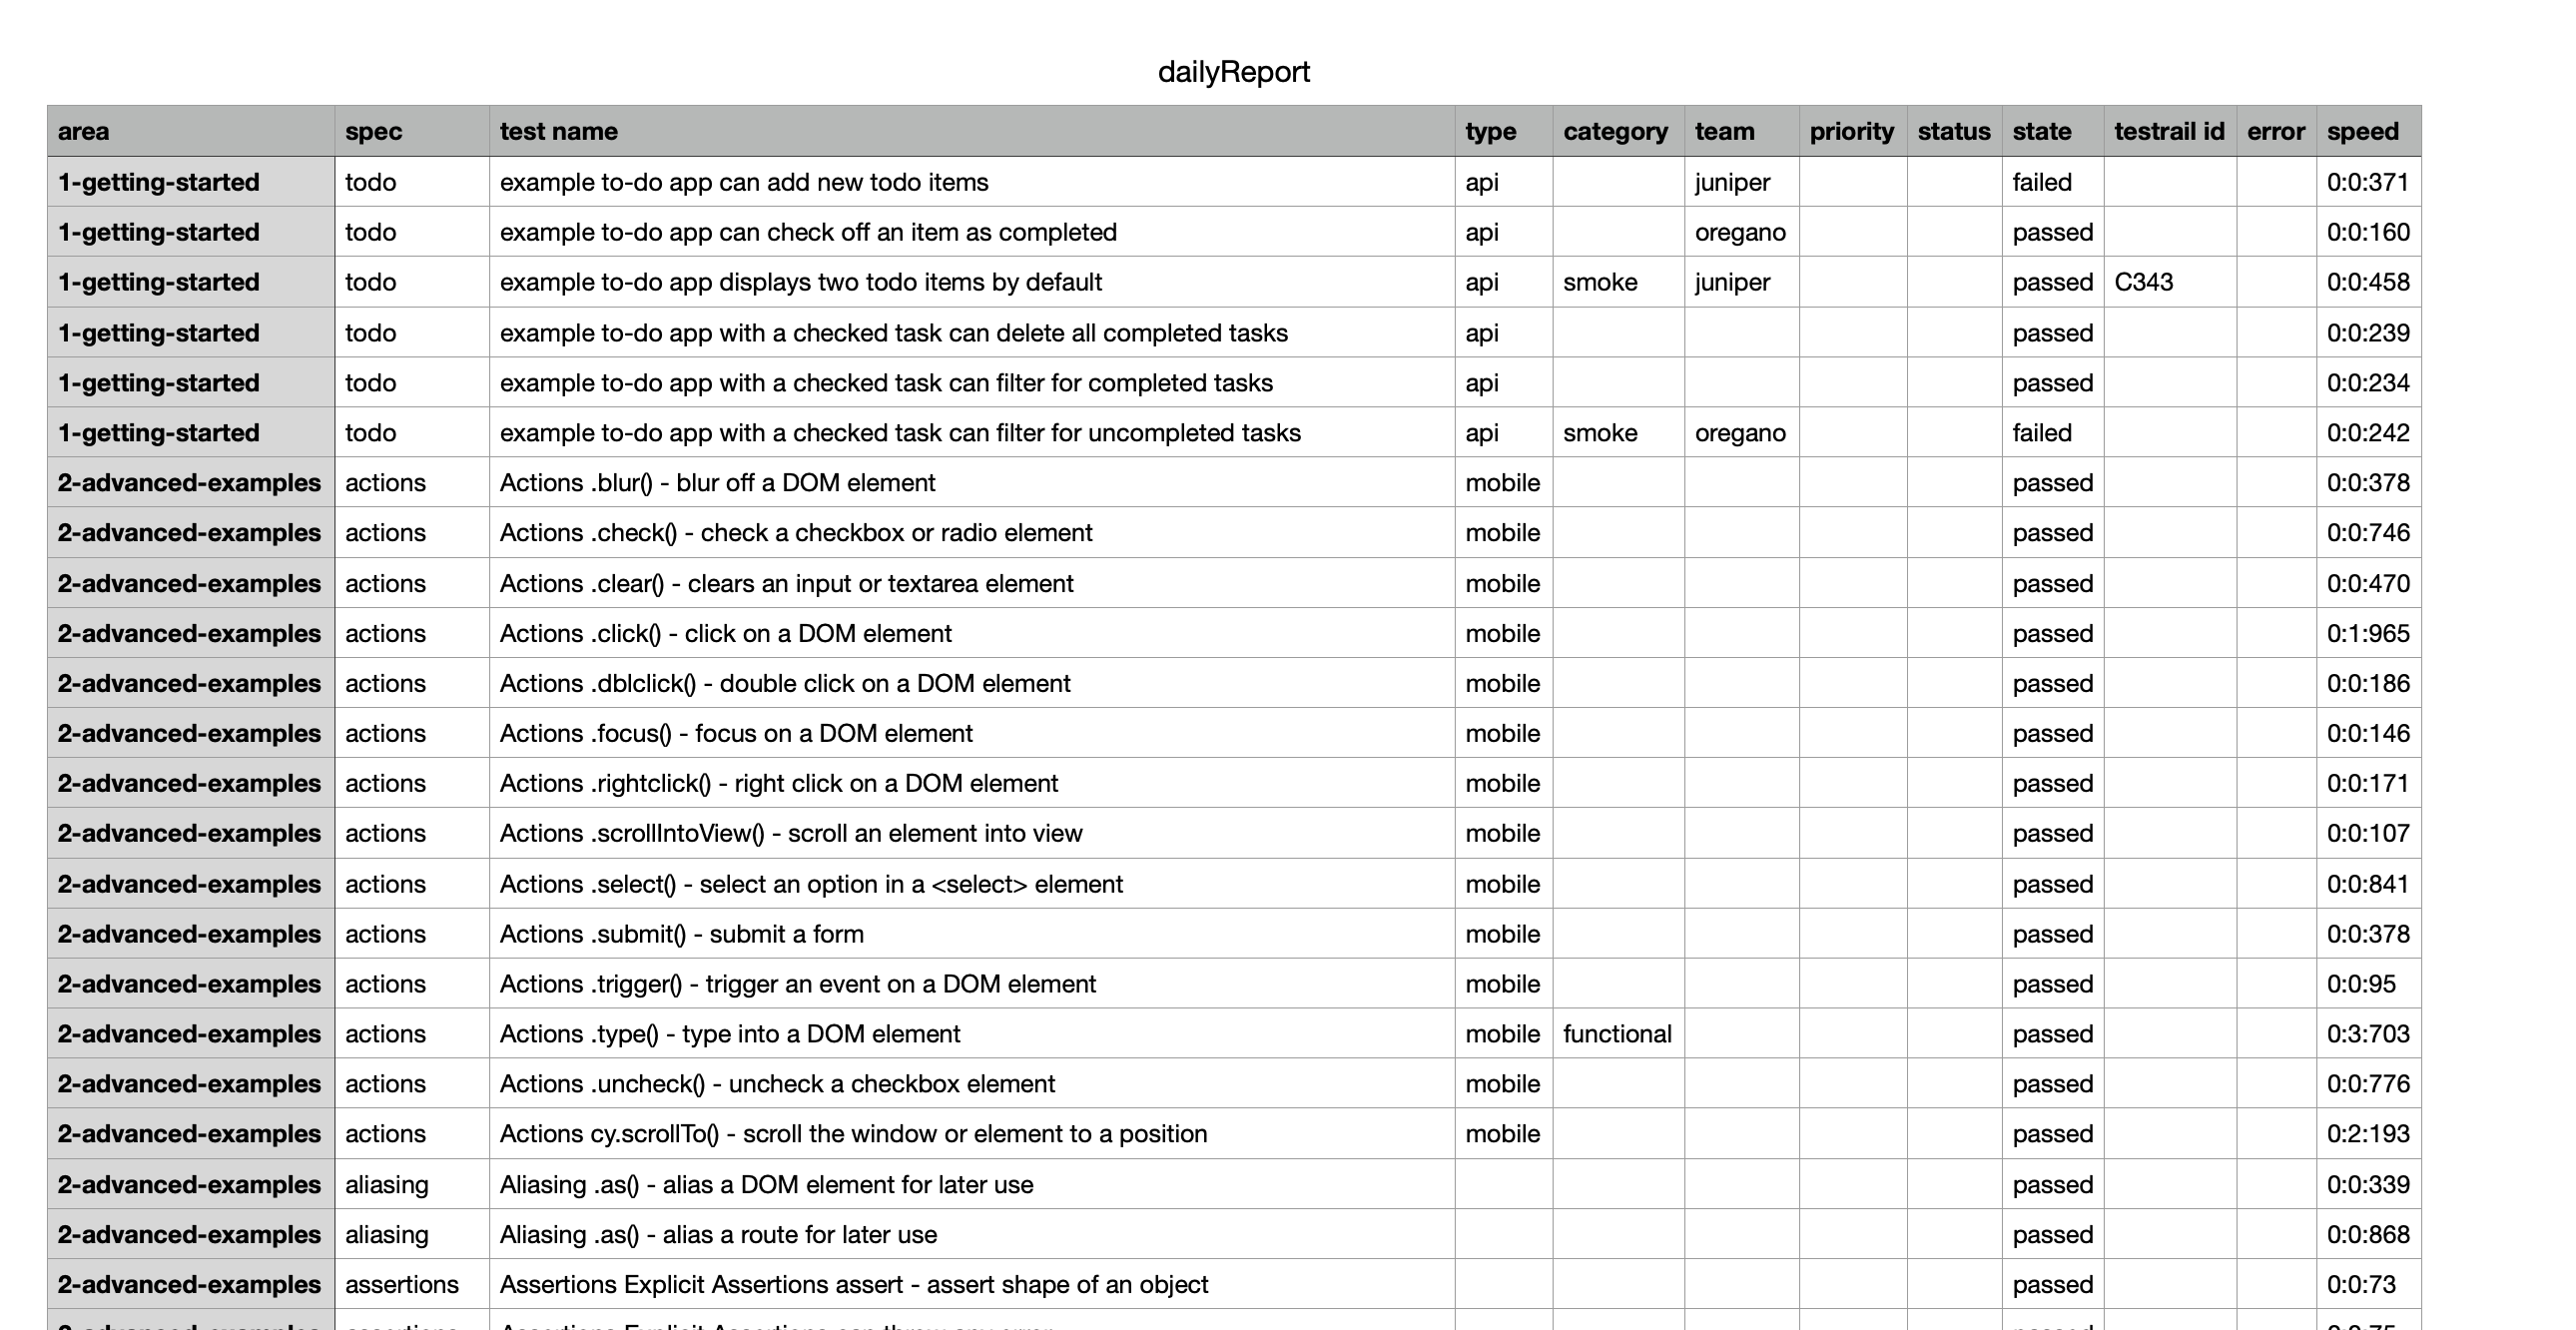 dailyReport
area spec test name type category team priority status state testrail id error speed
1-getting-started todo example to-do app can add new todo items api juniper failed 0:0:371
1-getting-started todo example to-do app can check off an item as completed api oregano passed 0:0:160
1-getting-started todo example to-do app displays two todo items by default api smoke juniper passed C343 0:0:458
1-getting-started todo example to-do app with a checked task can delete all completed tasks api passed 0:0:239
1-getting-started todo example to-do app with a checked task can filter for completed tasks api passed 0:0:234
1-getting-started todo example to-do app with a checked task can filter for uncompleted tasks api smoke oregano failed 0:0:242
2-advanced-examples actions Actions .blur() - blur off a DOM element mobile passed 0:0:378
2-advanced-examples actions Actions .check() - check a checkbox or radio element mobile passed 0:0:746
2-advanced-examples actions Actions .clear() - clears an input or textarea element mobile passed 0:0:470
2-advanced-examples actions Actions .click() - click on a DOM element mobile passed 0:1:965
2-advanced-examples actions Actions .dblclick() - double click on a DOM element mobile passed 0:0:186
2-advanced-examples actions Actions .focus() - focus on a DOM element mobile passed 0:0:146
2-advanced-examples actions Actions .rightclick() - right click on a DOM element mobile passed 0:0:171
2-advanced-examples actions Actions .scrollIntoView() - scroll an element into view mobile passed 0:0:107
2-advanced-examples actions Actions .select() - select an option in a <select> element mobile passed 0:0:841
2-advanced-examples actions Actions .submit() - submit a form mobile passed 0:0:378
2-advanced-examples actions Actions .trigger() - trigger an event on a DOM element mobile passed 0:0:95
2-advanced-examples actions Actions .type() - type into a DOM element mobile functional passed 0:3:703
2-advanced-examples actions Actions .uncheck() - uncheck a checkbox element mobile passed 0:0:776
2-advanced-examples actions Actions cy.scrollTo() - scroll the window or element to a position mobile passed 0:2:193
2-advanced-examples aliasing Aliasing .as() - alias a DOM element for later use passed 0:0:339
2-advanced-examples aliasing Aliasing .as() - alias a route for later use passed 0:0:868
2-advanced-examples assertions Assertions Explicit Assertions assert - assert shape of an object passed 0:0:73